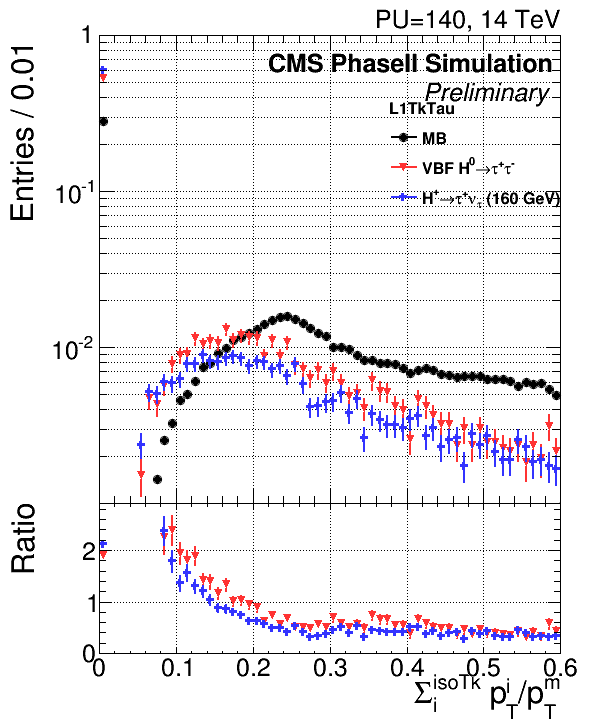 PU=140, 14 TeV
Entries / 0.01
1
10⁻¹
10⁻²
CMS PhaseII Simulation
Preliminary
L1TkTau
MB
VBF H⁰→τ⁺τ⁻
H⁺→τ⁺ν_τ (160 GeV)
Ratio
2
1
0
0 0.1 0.2 0.3 0.4 0.5 0.6
Σ_i^isoTk p_T^i/p_T^m